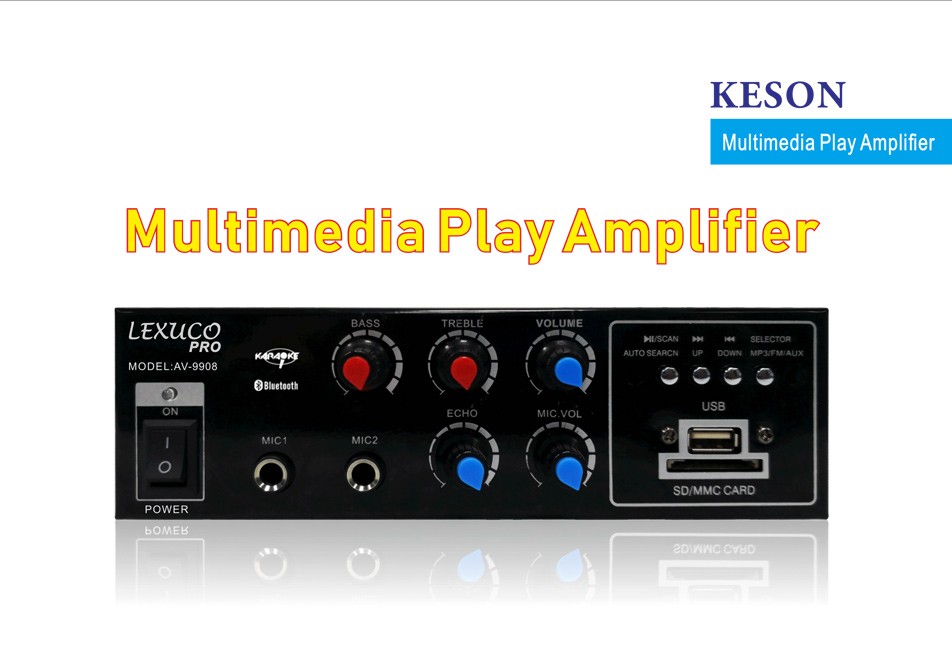 KESON
Multimedia Play Amplifier
Multimedia Play Amplifier
LEXUCO
PRO
MODEL:AV-9908
ON
POWER
KARAOKE
Bluetooth
MIC1
MIC2
BASS
TREBLE
VOLUME
ECHO
MIC.VOL
/SCAN
SELECTOR
AUTO SEARCN
UP
DOWN
MP3/FM/AUX
USB
SD/MMC CARD